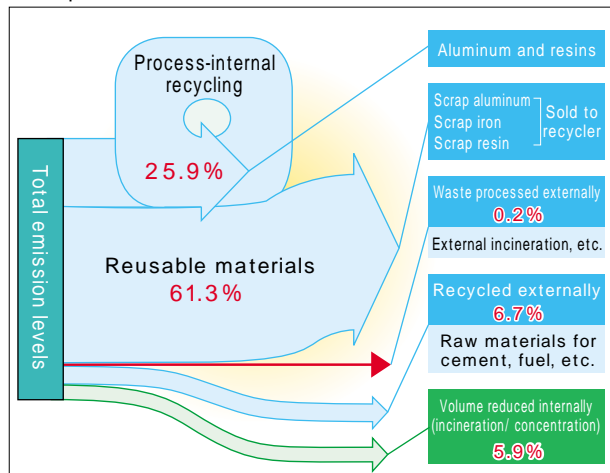 Process-internal
recycling
25.9%
Total emission levels
Reusable materials
61.3%
Aluminum and resins
Scrap aluminum
Scrap iron
Scrap resin
Sold to
recycler
Waste processed externally
0.2%
External incineration, etc.
Recycled externally
6.7%
Raw materials for
cement, fuel, etc.
Volume reduced internally
(incineration/ concentration)
5.9%